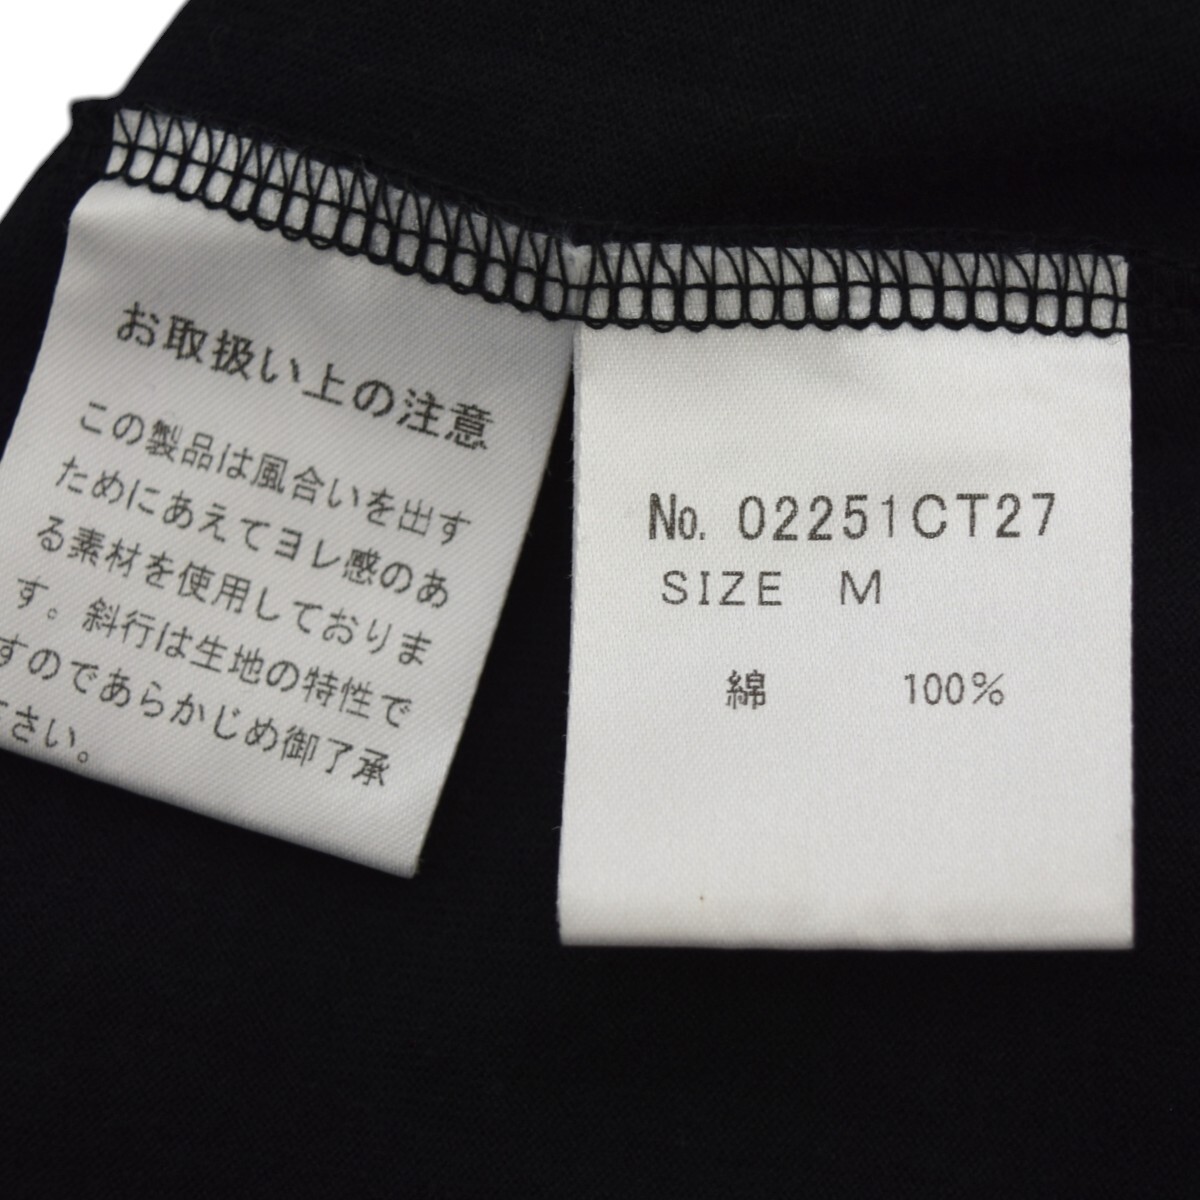 お取扱い上の注意
この製品は風合いを出す
ためにあえてヨレ感のあ
る素材を使用しておりま
す。斜行は生地の特性で
すのであらかじめ御了承
下さい。
No. 02251CT27
SIZE M
綿 100%